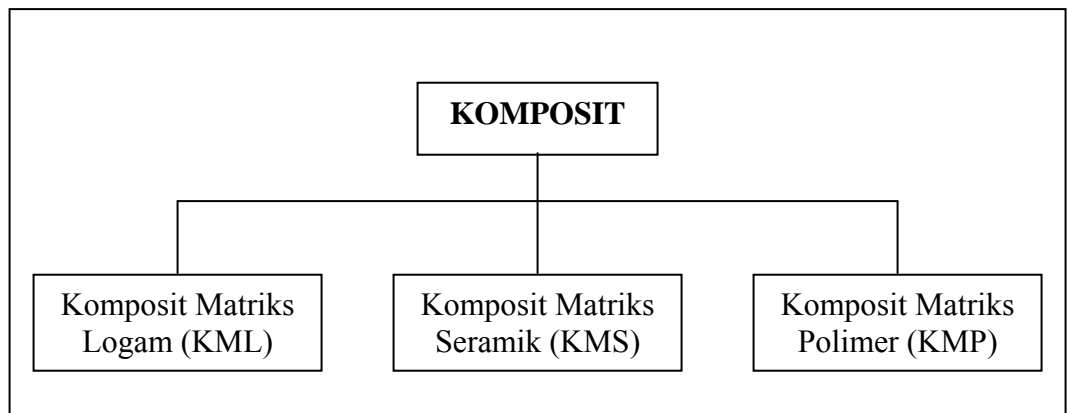 KOMPOSIT
Komposit Matriks
Logam (KML)
Komposit Matriks
Seramik (KMS)
Komposit Matriks
Polimer (KMP)